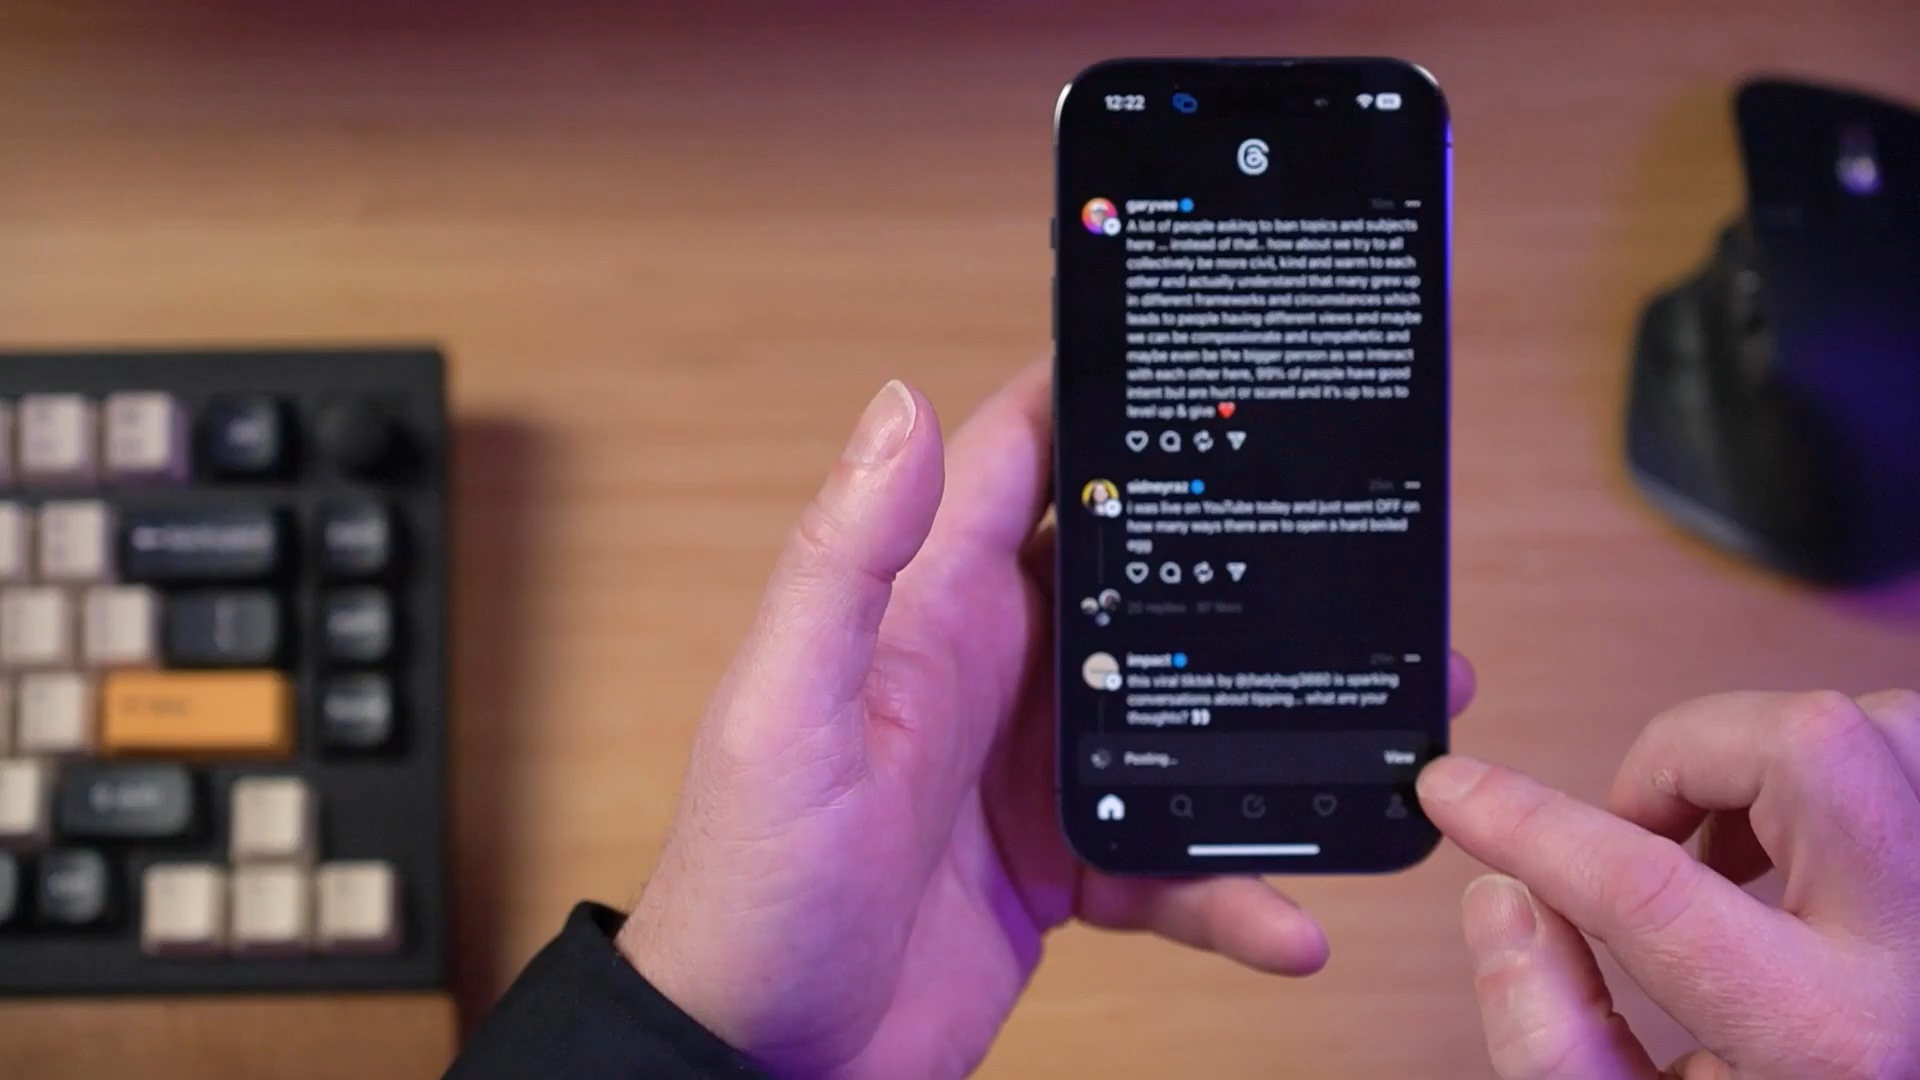 12:22
garyvee
A lot of people asking to ban topics and subjects
here ... instead of that.. how about we try to all
collectively be more civil, kind and warm to each
other and actually understand that many grew up
in different frameworks and circumstances which
leads to people having different views and maybe
we can be compassionate and sympathetic and
maybe even be the bigger person as we interact
with each other here, 99% of people have good
intent but are hurt or scared and it's up to us to
level up & give ❤️
sidneyraz
i was live on YouTube today and just went OFF on
how many ways there are to open a hard boiled
egg
replies
likes
impact
this viral tiktok by is sparking
conversations about tipping... what are your
thoughts? 👀
Posting...
View